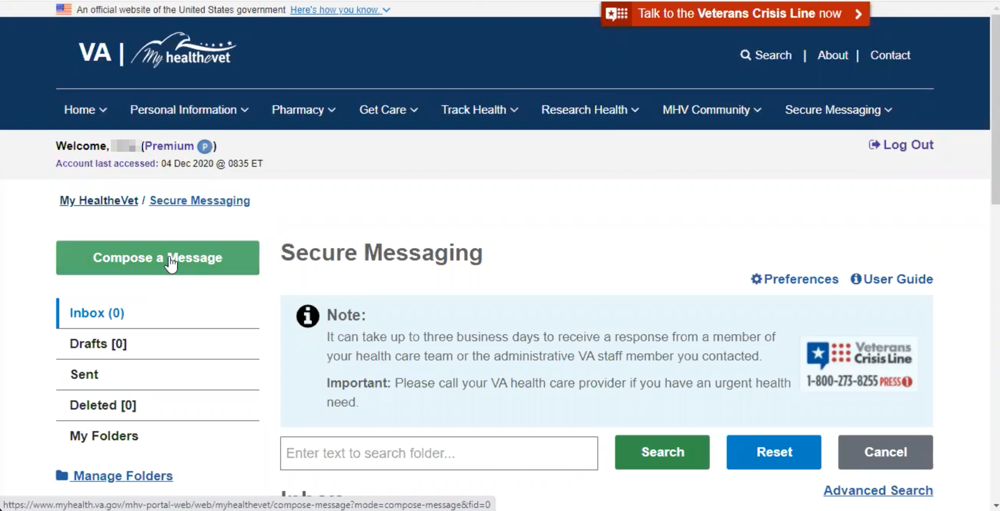 An official website of the United States government Here's how you know.
Talk to the Veterans Crisis Line now
VA | My healthevet
Search | About | Contact
Home Personal Information Pharmacy Get Care Track Health Research Health MHV Community Secure Messaging
Welcome, (Premium P)
Log Out
Account last accessed: 04 Dec 2020 @ 0835 ET
My HealtheVet / Secure Messaging
Compose a Message
Inbox (0)
Drafts [0]
Sent
Deleted [0]
My Folders
Manage Folders
Secure Messaging
Preferences User Guide
Note:
It can take up to three business days to receive a response from a member of
your health care team or the administrative VA staff member you contacted.
Important: Please call your VA health care provider if you have an urgent health
need.
Veterans
Crisis Line
1-800-273-8255 PRESS 1
Enter text to search folder...
Search Reset Cancel
Advanced Search
https://www.myhealth.va.gov/mhv-portal-web/web/myhealthevet/compose-message?mode=compose-message&fid=0